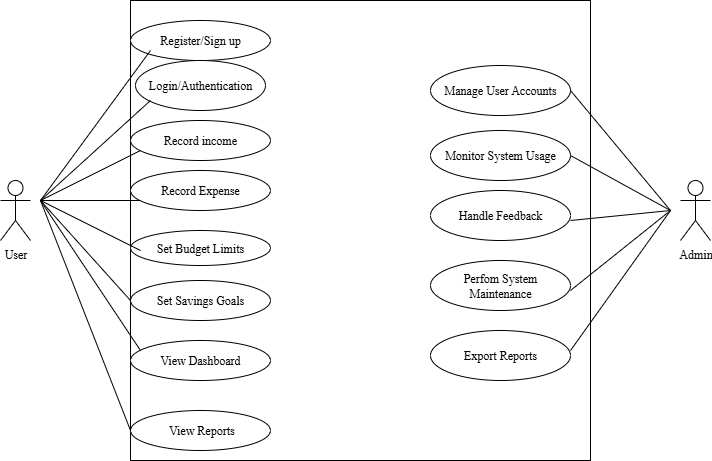 Register/Sign up
Login/Authentication
Record income
Record Expense
Set Budget Limits
Set Savings Goals
View Dashboard
View Reports
User
Manage User Accounts
Monitor System Usage
Handle Feedback
Perfom System
Maintenance
Export Reports
Admin